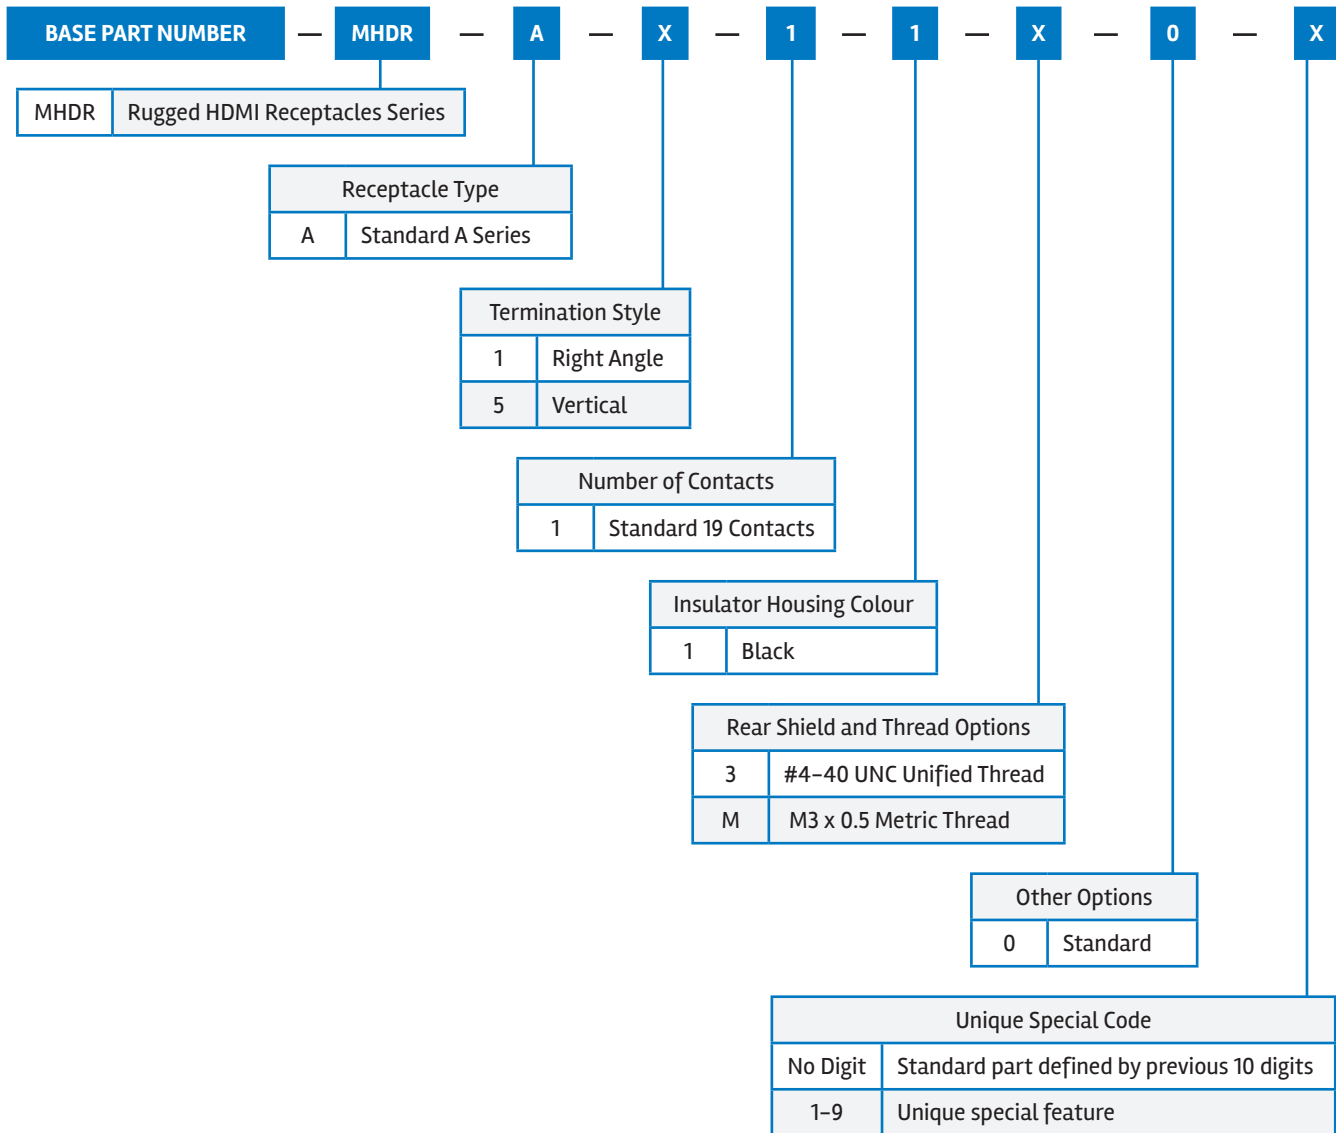 BASE PART NUMBER — MHDR — A — X — 1 — 1 — X — 0 — X
MHDR Rugged HDMI Receptacles Series
Receptacle Type
A Standard A Series
Termination Style
1 Right Angle
5 Vertical
Number of Contacts
1 Standard 19 Contacts
Insulator Housing Colour
1 Black
Rear Shield and Thread Options
3 #4-40 UNC Unified Thread
M M3 x 0.5 Metric Thread
Other Options
0 Standard
Unique Special Code
No Digit Standard part defined by previous 10 digits
1-9 Unique special feature